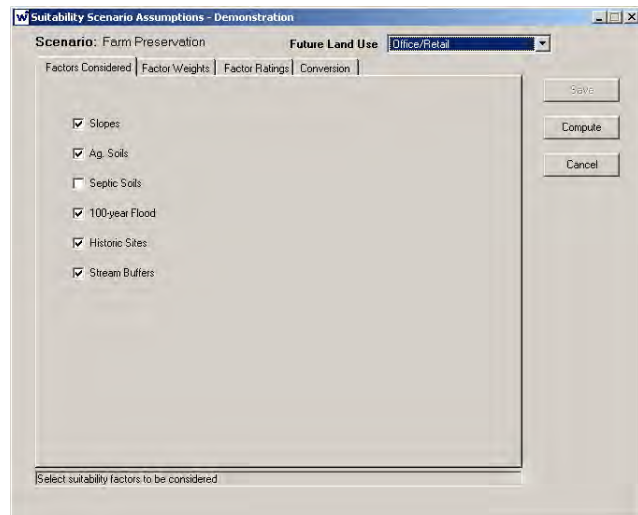 W Suitability Scenario Assumptions - Demonstration
Scenario: Farm Preservation Future Land Use Office/Retail
Factors Considered Factor Weights Factor Ratings Conversion
Save
Slopes
Compute
Ag. Soils
Cancel
Septic Soils
100-year Flood
Historic Sites
Stream Buffers
Select suitability factors to be considered